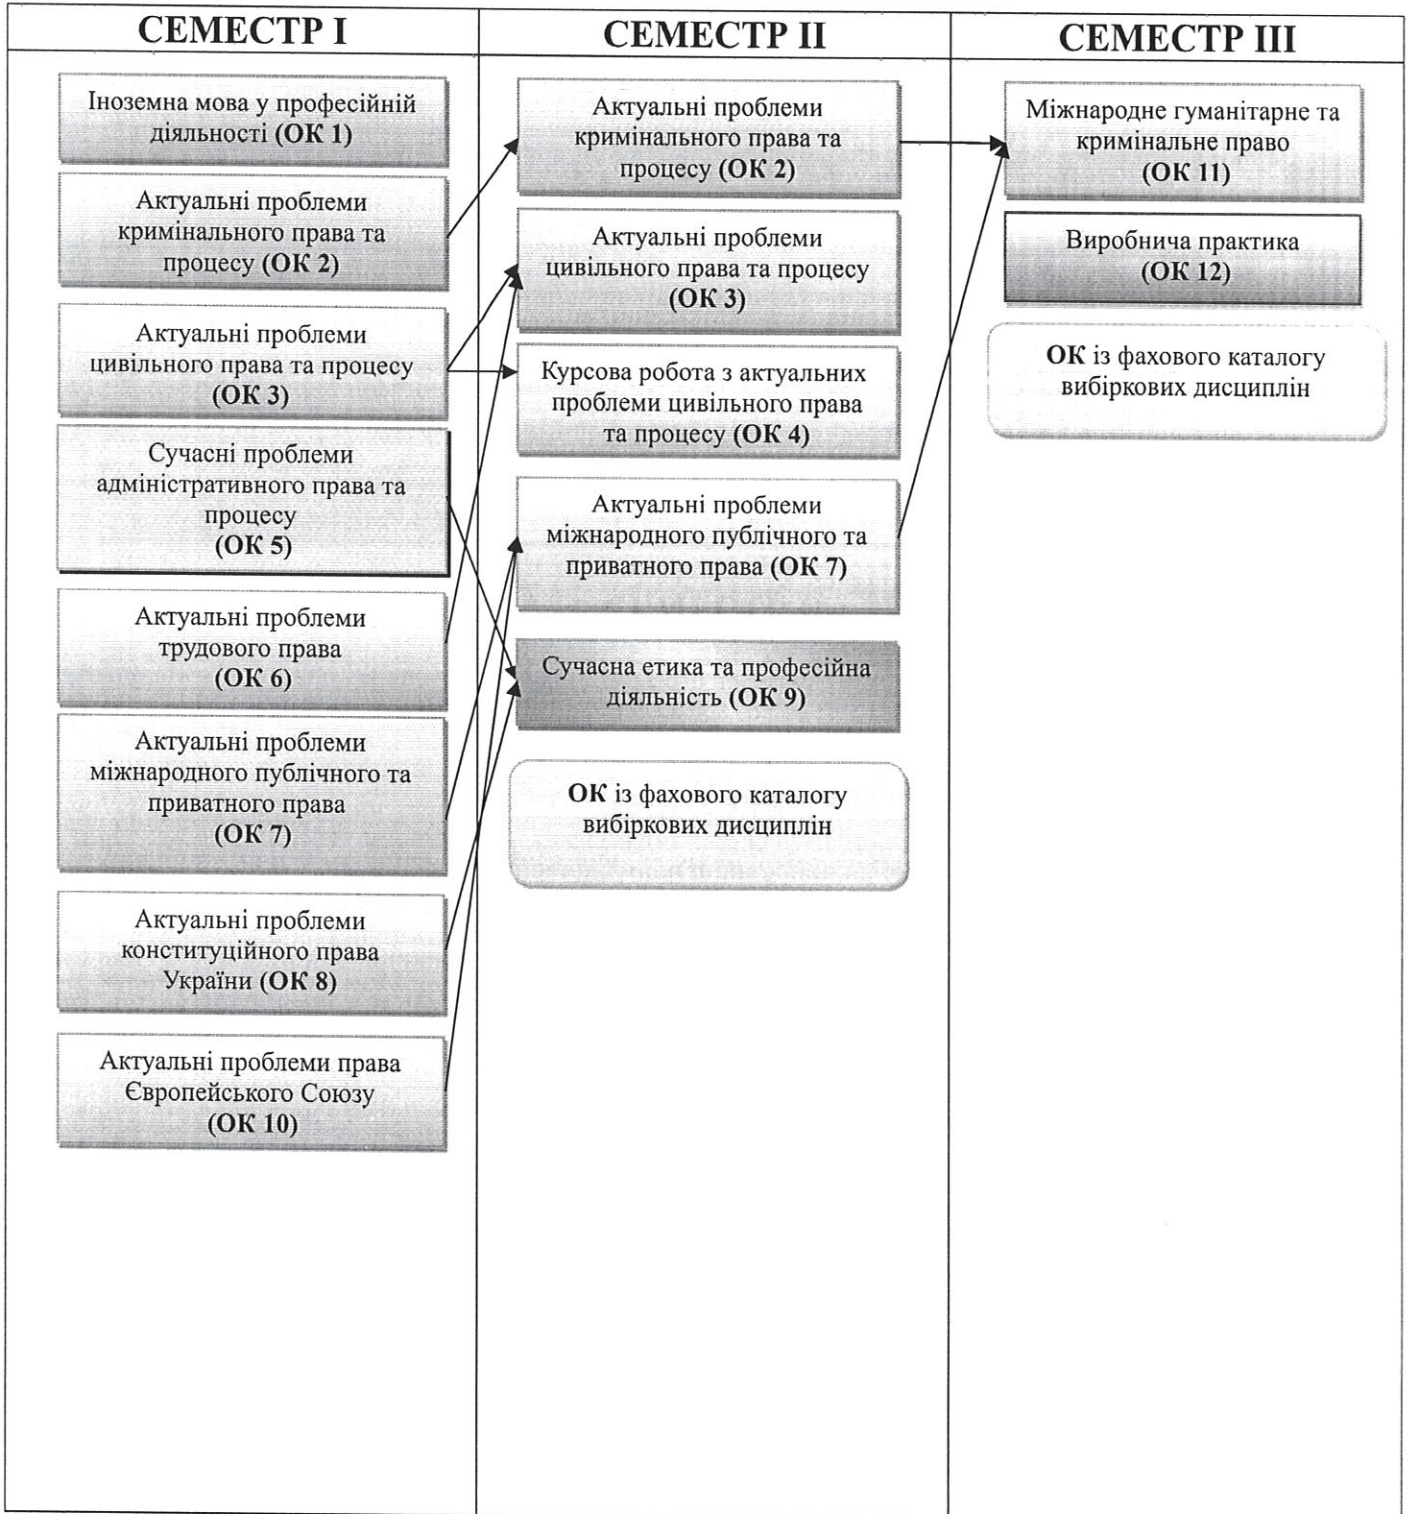 СЕМЕСТР І
СЕМЕСТР ІІ
СЕМЕСТР ІІІ
Іноземна мова у професійній
діяльності (ОК 1)
Актуальні проблеми
кримінального права та
процесу (ОК 2)
Актуальні проблеми
цивільного права та процесу
(ОК 3)
Сучасні проблеми
адміністративного права та
процесу
(ОК 5)
Актуальні проблеми
трудового права
(ОК 6)
Актуальні проблеми
міжнародного публічного та
приватного права
(ОК 7)
Актуальні проблеми
конституційного права
України (ОК 8)
Актуальні проблеми права
Європейського Союзу
(ОК 10)
Актуальні проблеми
кримінального права та
процесу (ОК 2)
Актуальні проблеми
цивільного права та процесу
(ОК 3)
Курсова робота з актуальних
проблеми цивільного права
та процесу (ОК 4)
Актуальні проблеми
міжнародного публічного та
приватного права (ОК 7)
Сучасна етика та професійна
діяльність (ОК 9)
ОК із фахового каталогу
вибіркових дисциплін
Міжнародне гуманітарне та
кримінальне право
(ОК 11)
Виробнича практика
(ОК 12)
ОК із фахового каталогу
вибіркових дисциплін